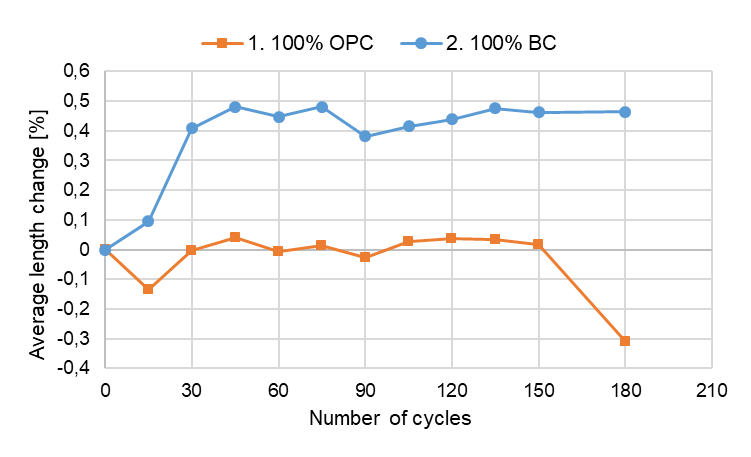 1. 100% OPC 2. 100% BC
0,6
0,5
0,4
0,3
0,2
0,1
0
-0,1
-0,2
-0,3
-0,4
Average length change [%]
0 30 60 90 120 150 180 210
Number of cycles